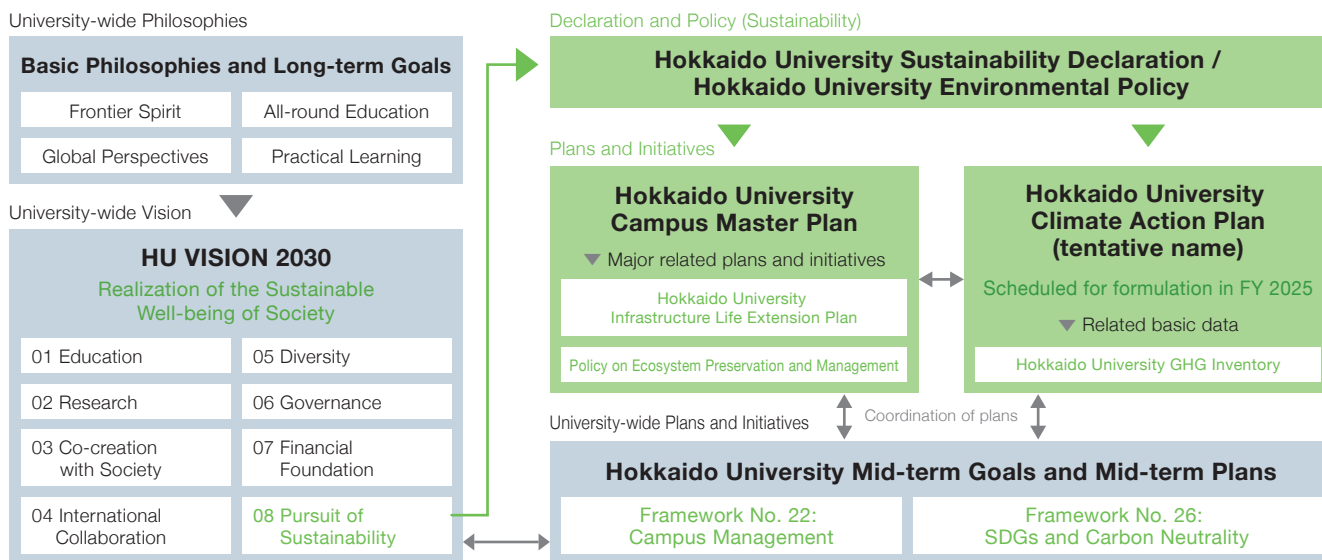 University-wide Philosophies
Basic Philosophies and Long-term Goals
Frontier Spirit
All-round Education
Global Perspectives
Practical Learning
University-wide Vision
HU VISION 2030
Realization of the Sustainable
Well-being of Society
01 Education
05 Diversity
02 Research
06 Governance
03 Co-creation
with Society
07 Financial
Foundation
04 International
Collaboration
08 Pursuit of
Sustainability
Declaration and Policy (Sustainability)
Hokkaido University Sustainability Declaration /
Hokkaido University Environmental Policy
Plans and Initiatives
Hokkaido University
Campus Master Plan
Major related plans and initiatives
Hokkaido University
Infrastructure Life Extension Plan
Policy on Ecosystem Preservation and Management
Hokkaido University
Climate Action Plan
(tentative name)
Scheduled for formulation in FY 2025
Related basic data
Hokkaido University GHG Inventory
Coordination of plans
University-wide Plans and Initiatives
Hokkaido University Mid-term Goals and Mid-term Plans
Framework No. 22:
Campus Management
Framework No. 26:
SDGs and Carbon Neutrality